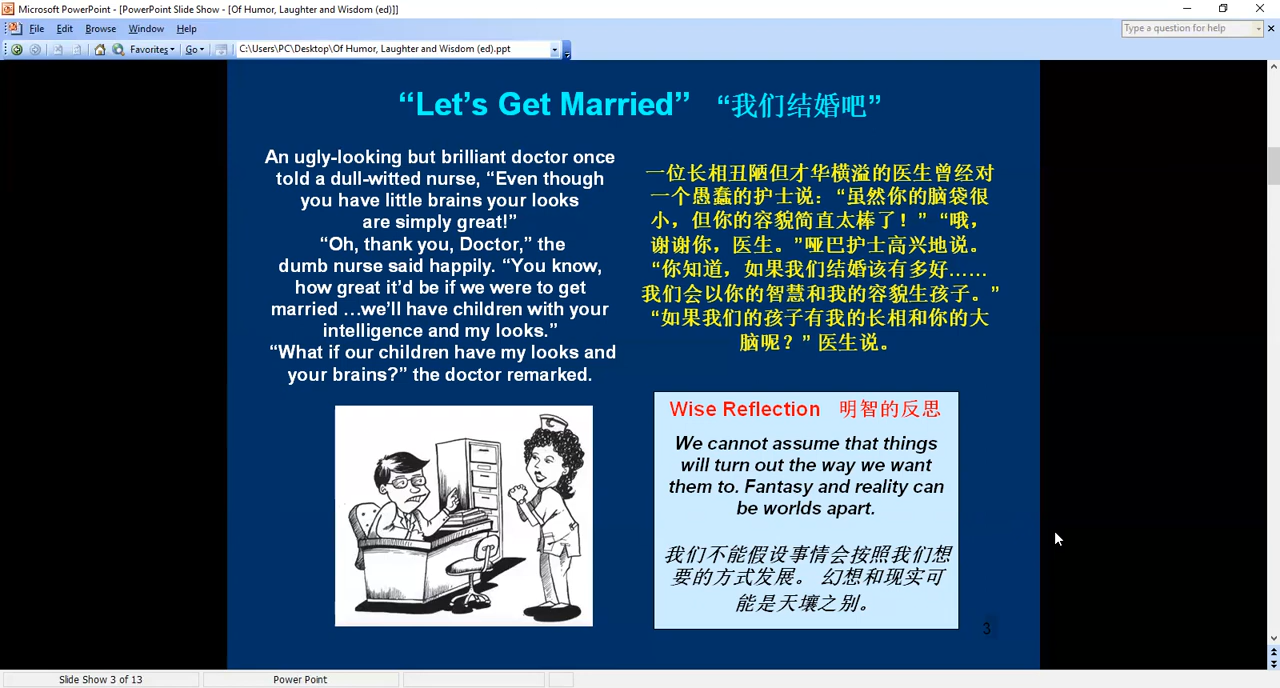 Microsoft PowerPoint - [PowerPoint Slide Show - [Of Humor, Laughter and Wisdom (ed)]]
File Edit Browse Window Help
Type a question for help
Favorites Go C:\Users\PC\Desktop\Of Humor, Laughter and Wisdom (ed).ppt
“Let’s Get Married” “我们结婚吧”
An ugly-looking but brilliant doctor once
told a dull-witted nurse, “Even though
you have little brains your looks
are simply great!”
“Oh, thank you, Doctor,” the
dumb nurse said happily. “You know,
how great it’d be if we were to get
married …we’ll have children with your
intelligence and my looks.”
“What if our children have my looks and
your brains?” the doctor remarked.
一位长相丑陋但才华横溢的医生曾经对
一个愚蠢的护士说：“虽然你的脑袋很
小，但你的容貌简直太棒了！” “哦，
谢谢你，医生。”哑巴护士高兴地说。
“你知道，如果我们结婚该有多好……
我们会以你的智慧和我的容貌生孩子。”
“如果我们的孩子有我的长相和你的大
脑呢？” 医生说。
Wise Reflection 明智的反思
We cannot assume that things
will turn out the way we want
them to. Fantasy and reality can
be worlds apart.
我们不能假设事情会按照我们想
要的方式发展。 幻想和现实可
能是天壤之别。
3
Slide Show 3 of 13
Power Point